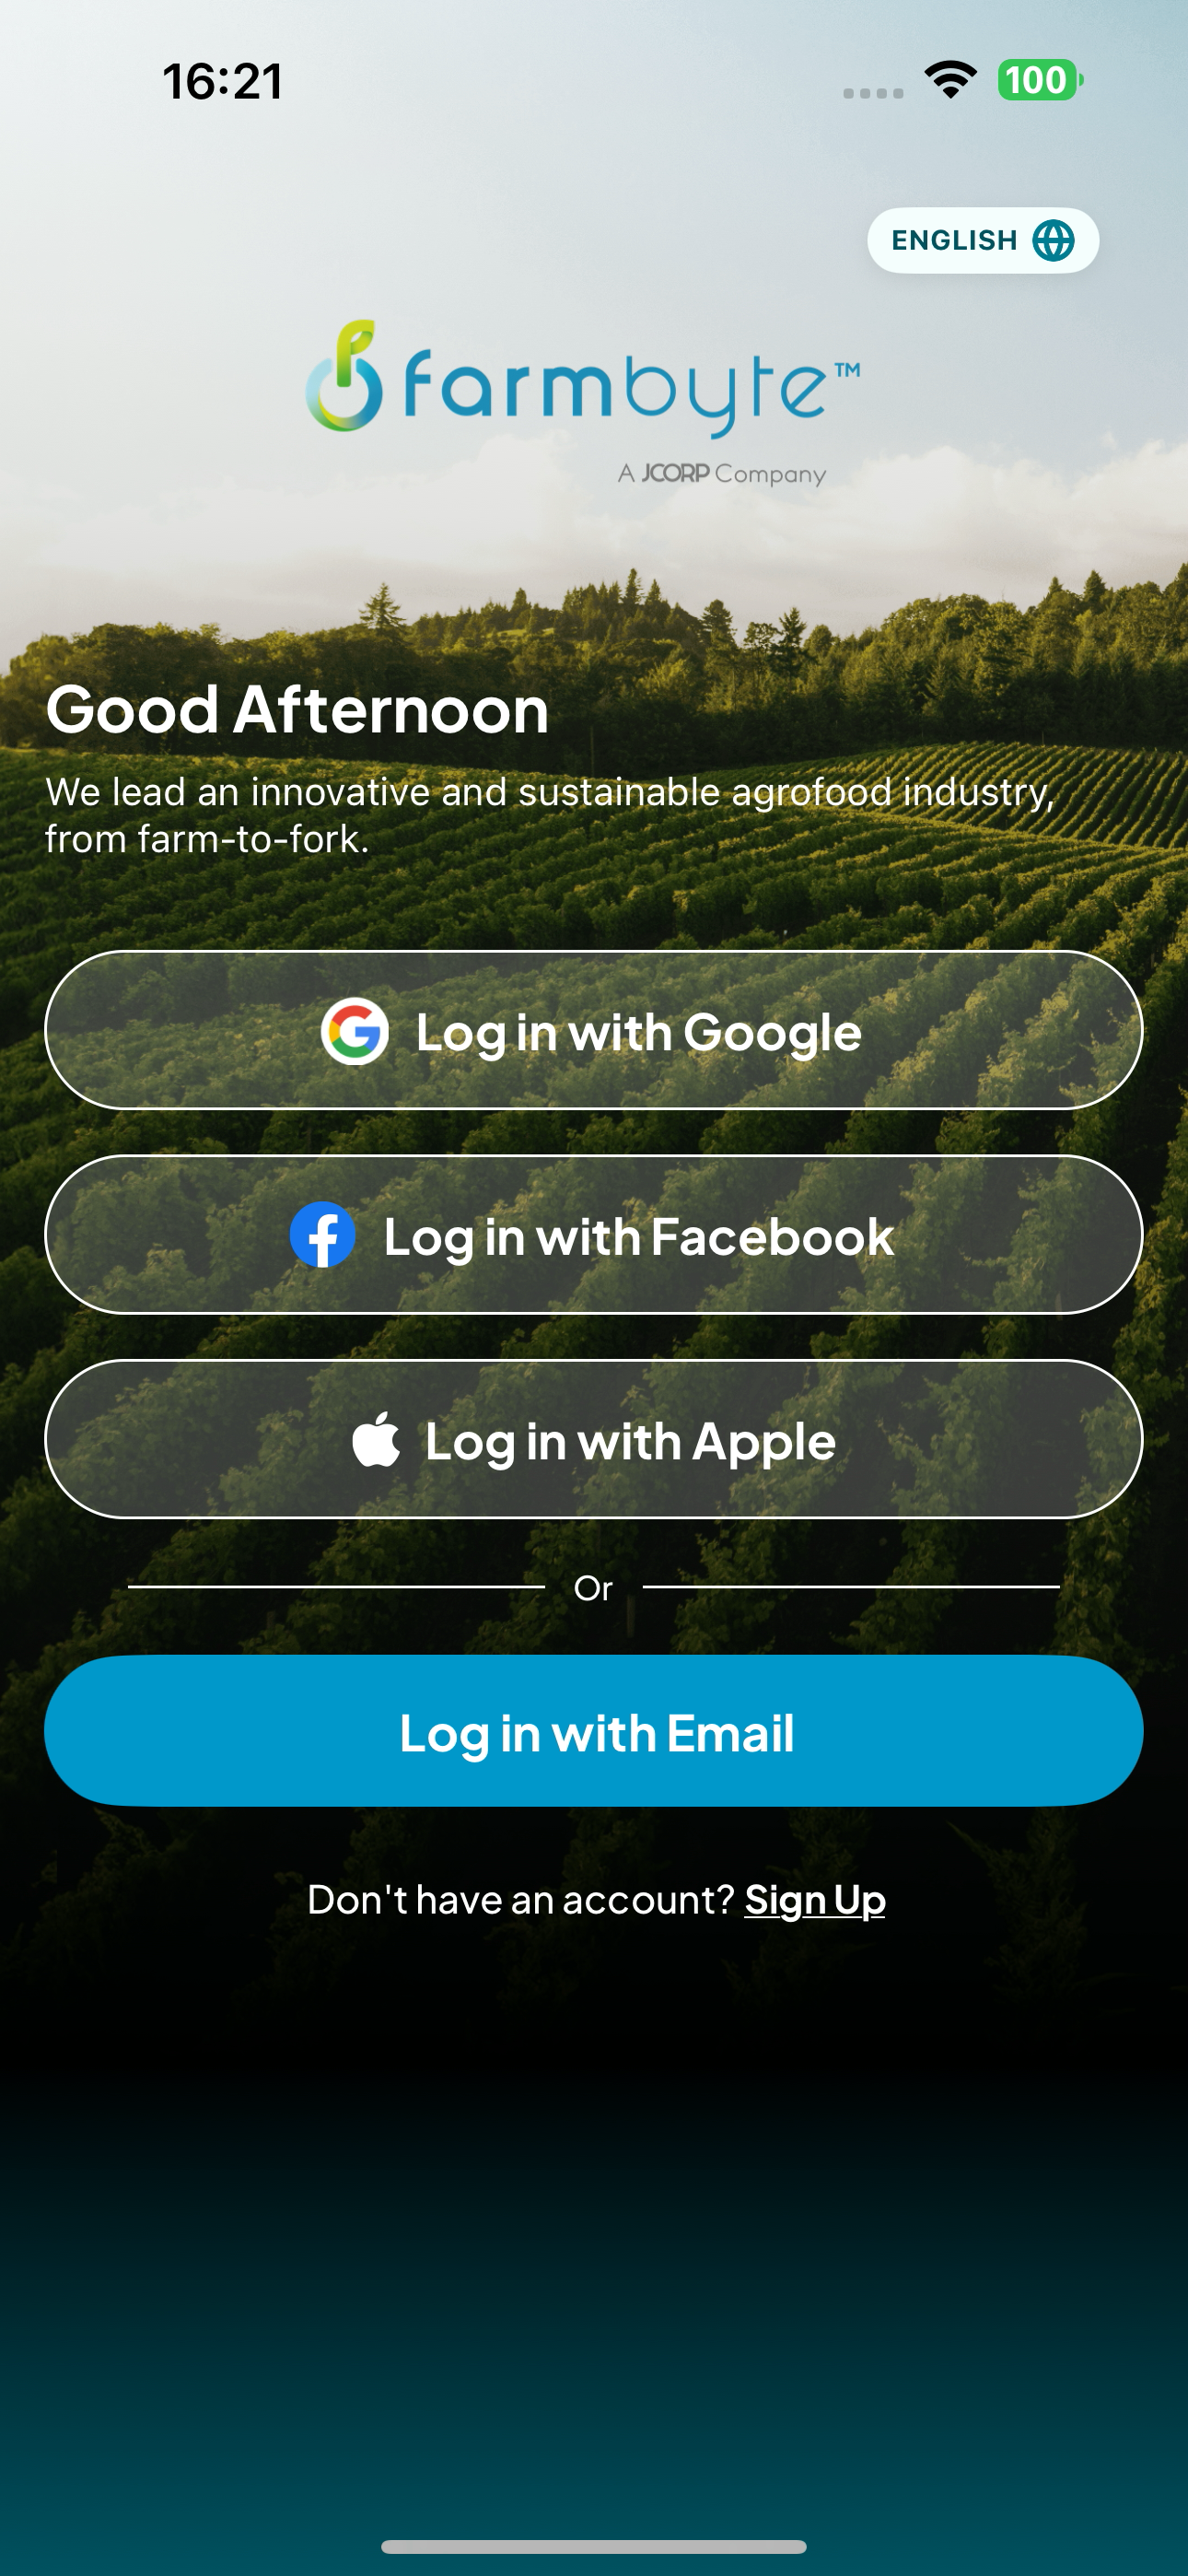 16:21
100
ENGLISH
farmbyte™
A JCORP Company
Good Afternoon
We lead an innovative and sustainable agrofood industry,
from farm-to-fork.
Log in with Google
Log in with Facebook
Log in with Apple
Or
Log in with Email
Don't have an account? Sign Up